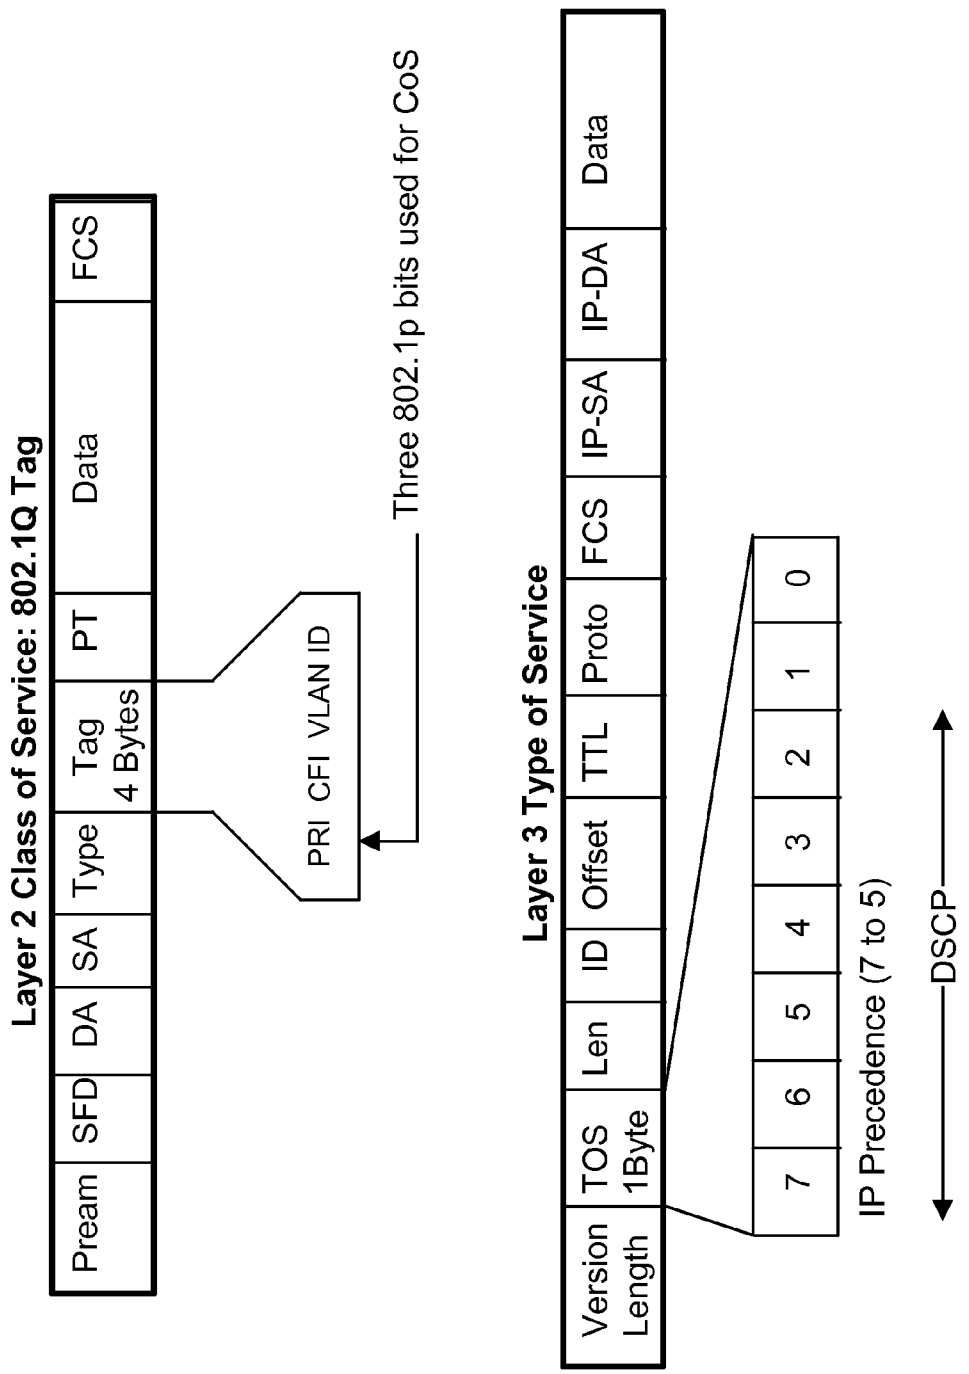 Layer 2 Class of Service: 802.1Q Tag
Pream SFD DA SA Type Tag PT Data FCS
4 Bytes
PRI CFI VLAN ID
Three 802.1p bits used for CoS
Layer 3 Type of Service
Version TOS Len ID Offset TTL Proto FCS IP-SA IP-DA Data
Length 1Byte
7 6 5 4 3 2 1 0
IP Precedence (7 to 5)
DSCP